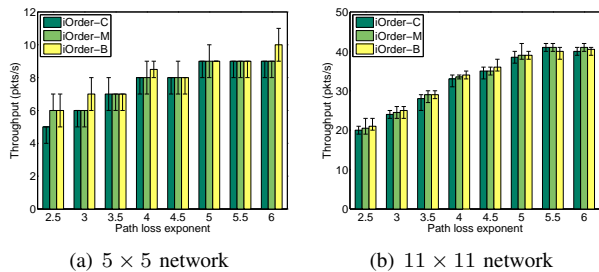 12
10
8
6
4
2
0
Throughput (pkts/s)
iOrder−C
iOrder−M
iOrder−B
2.5 3 3.5 4 4.5 5 5.5 6
Path loss exponent
(a) 5 × 5 network
50
40
30
20
10
0
Throughput (pkts/s)
iOrder−C
iOrder−M
iOrder−B
2.5 3 3.5 4 4.5 5 5.5 6
Path loss exponent
(b) 11 × 11 network